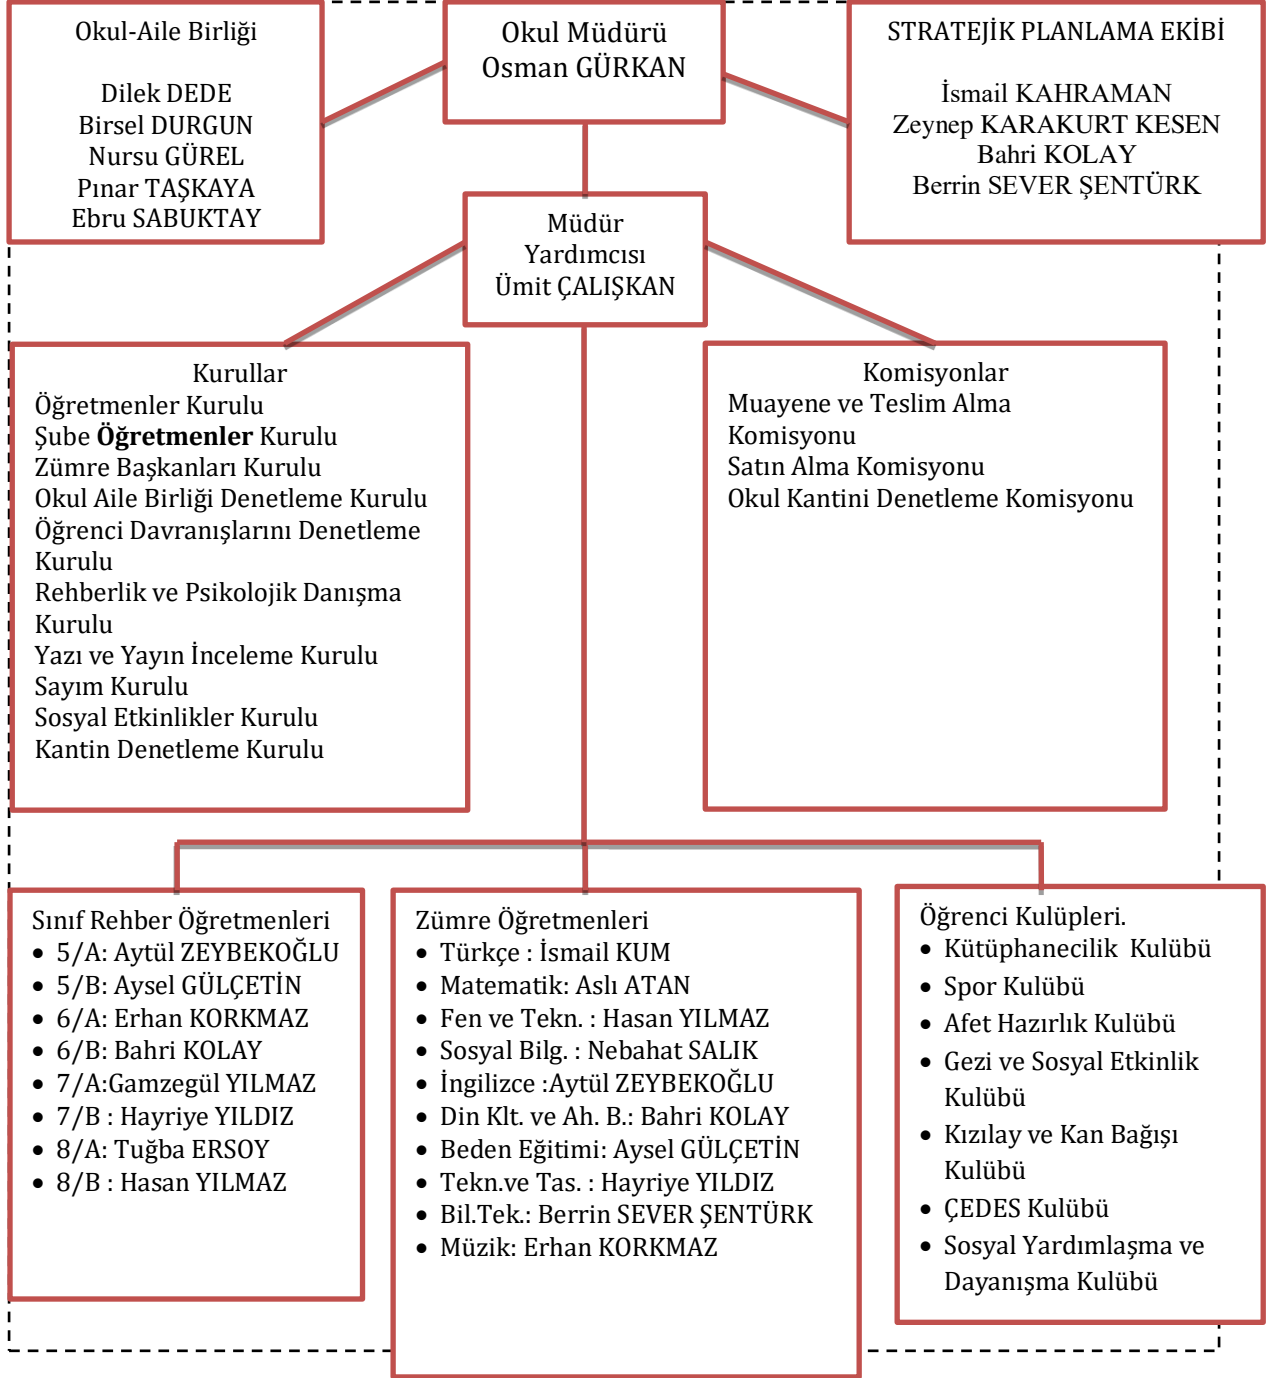 Okul-Aile Birliği
Dilek DEDE
Birsel DURGUN
Nursu GÜREL
Pınar TAŞKAYA
Ebru SABUKTAY
Okul Müdürü
Osman GÜRKAN
STRATEJİK PLANLAMA EKİBİ
İsmail KAHRAMAN
Zeynep KARAKURT KESEN
Bahri KOLAY
Berrin SEVER ŞENTÜRK
Müdür
Yardımcısı
Ümit ÇALIŞKAN
Kurullar
Öğretmenler Kurulu
Şube Öğretmenler Kurulu
Zümre Başkanları Kurulu
Okul Aile Birliği Denetleme Kurulu
Öğrenci Davranışlarını Denetleme
Kurulu
Rehberlik ve Psikolojik Danışma
Kurulu
Yazı ve Yayın İnceleme Kurulu
Sayım Kurulu
Sosyal Etkinlikler Kurulu
Kantin Denetleme Kurulu
Komisyonlar
Muayene ve Teslim Alma
Komisyonu
Satın Alma Komisyonu
Okul Kantini Denetleme Komisyonu
Sınıf Rehber Öğretmenleri
• 5/A: Aytül ZEYBEKOĞLU
• 5/B: Aysel GÜLÇETİN
• 6/A: Erhan KORKMAZ
• 6/B: Bahri KOLAY
• 7/A:Gamzegül YILMAZ
• 7/B : Hayriye YILDIZ
• 8/A: Tuğba ERSOY
• 8/B : Hasan YILMAZ
Zümre Öğretmenleri
• Türkçe : İsmail KUM
• Matematik: Aslı ATAN
• Fen ve Tekn. : Hasan YILMAZ
• Sosyal Bilg. : Nebahat SALIK
• İngilizce :Aytül ZEYBEKOĞLU
• Din Klt. ve Ah. B.: Bahri KOLAY
• Beden Eğitimi: Aysel GÜLÇETİN
• Tekn.ve Tas. : Hayriye YILDIZ
• Bil.Tek.: Berrin SEVER ŞENTÜRK
• Müzik: Erhan KORKMAZ
Öğrenci Kulüpleri.
• Kütüphanecilik Kulübü
• Spor Kulübü
• Afet Hazırlık Kulübü
• Gezi ve Sosyal Etkinlik
Kulübü
• Kızılay ve Kan Bağışı
Kulübü
• ÇEDES Kulübü
• Sosyal Yardımlaşma ve
Dayanışma Kulübü